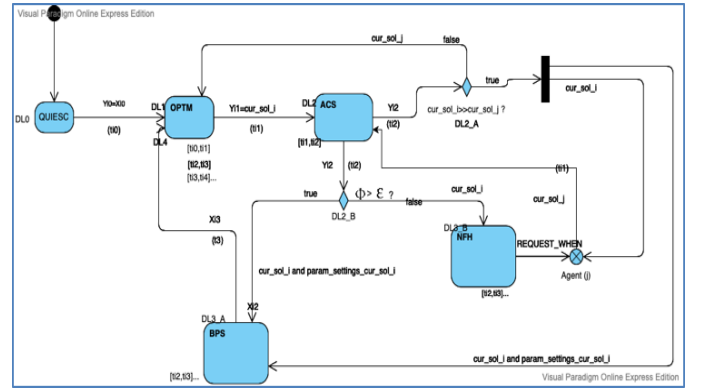 Visual Paradigm Online Express Edition
cur_sol_j
false
true
cur_sol_i
DL0
QUIESC
Yi0=Xi0
(ti0)
DL1
OPTM
DL4
[ti0,ti1]
[ti2,ti3]
[ti3,ti4]...
Yi1=cur_sol_i
(ti1)
DL2
ACS
[ti1,ti2]
Yi2
(ti2)
cur_sol_i>>cur_sol_j ?
DL2_A
Yi2
(ti2)
(ti1)
true
Φ> ε ?
false
DL2_B
cur_sol_i
cur_sol_j
Xi3
(ti3)
DL3_B
NFH
REQUEST_WHEN
Agent (j)
[ti2,ti3]...
cur_sol_i and param_settings_cur_sol_i
Xi2
DL3_A
BPS
[ti2,ti3]...
cur_sol_i and param_settings_cur_sol_i
Visual Paradigm Online Express Edition